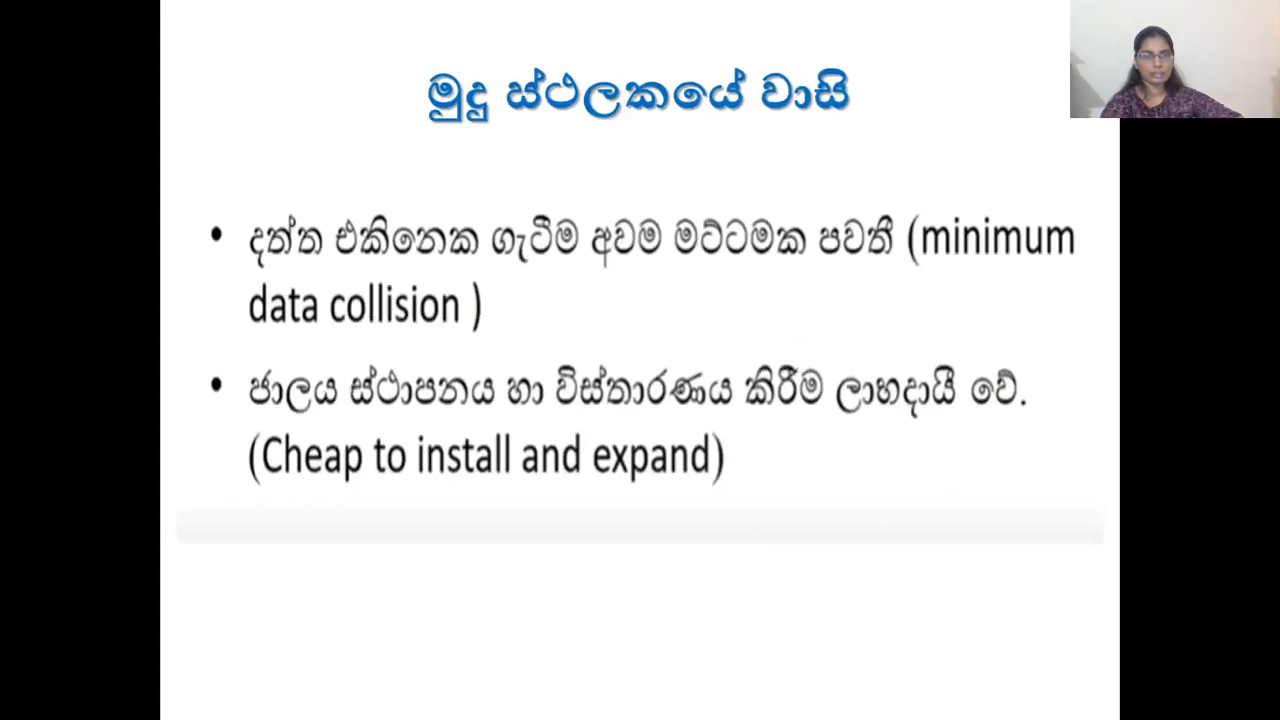 මුදු ස්ථලකයේ වාසි
• දත්ත එකිනෙක ගැටීම අවම මට්ටමක පවතී (minimum
data collision )
• ජාලය ස්ථාපනය හා විස්තාරණය කිරීම ලාභදායී වේ.
(Cheap to install and expand)